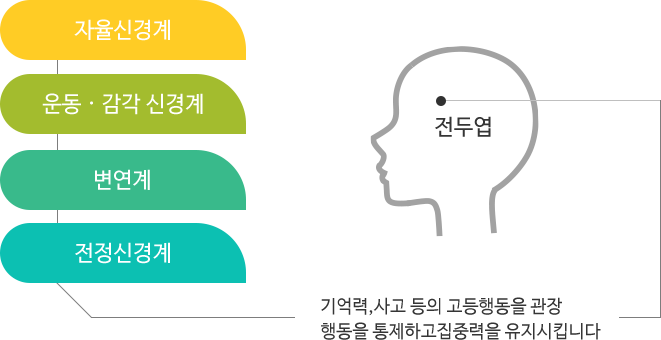 자율신경계
운동 · 감각 신경계
변연계
전정신경계
전두엽
기억력,사고 등의 고등행동을 관장
행동을 통제하고집중력을 유지시킵니다